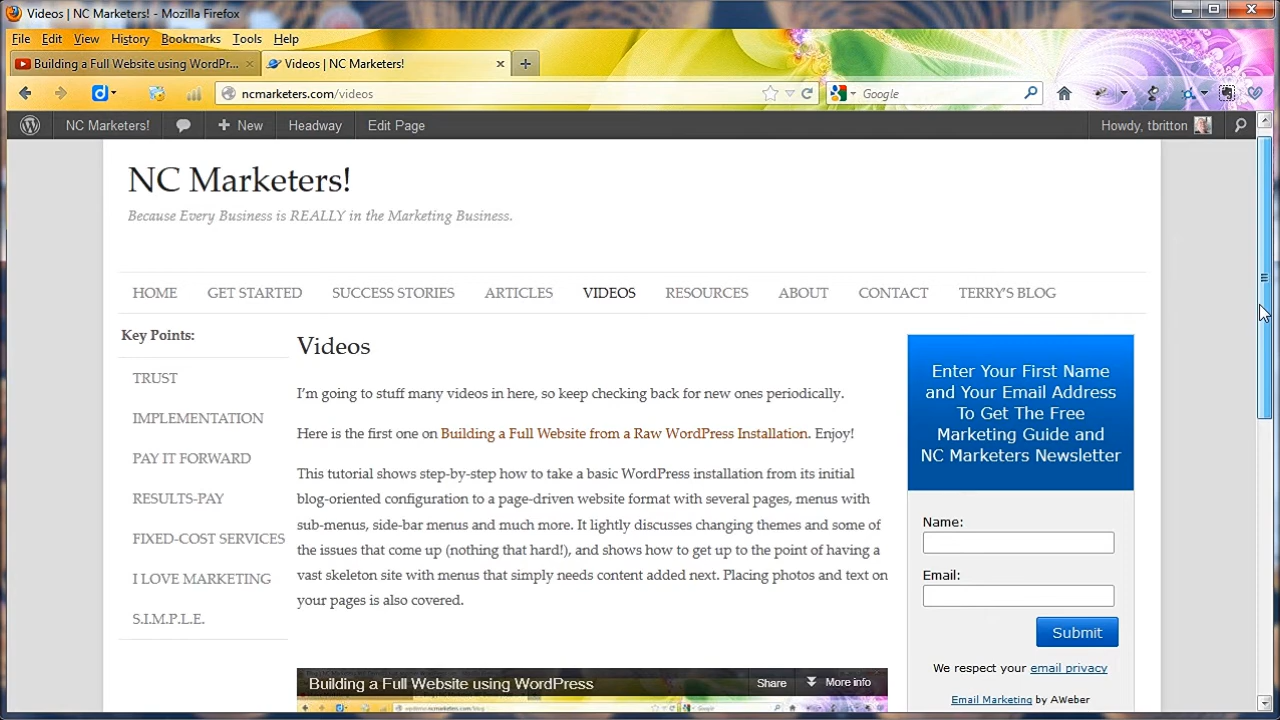 Videos | NC Marketers! - Mozilla Firefox
File Edit View History Bookmarks Tools Help
Building a Full Website using WordPr...
Videos | NC Marketers!
ncmarketers.com/videos
Google
NC Marketers!
New
Headway
Edit Page
Howdy, tbritton
NC Marketers!
Because Every Business is REALLY in the Marketing Business.
HOME GET STARTED SUCCESS STORIES ARTICLES VIDEOS RESOURCES ABOUT CONTACT TERRY'S BLOG
Key Points:
TRUST
IMPLEMENTATION
PAY IT FORWARD
RESULTS-PAY
FIXED-COST SERVICES
I LOVE MARKETING
S.I.M.P.L.E.
Videos
I'm going to stuff many videos in here, so keep checking back for new ones periodically.
Here is the first one on Building a Full Website from a Raw WordPress Installation. Enjoy!
This tutorial shows step-by-step how to take a basic WordPress installation from its initial
blog-oriented configuration to a page-driven website format with several pages, menus with
sub-menus, side-bar menus and much more. It lightly discusses changing themes and some of
the issues that come up (nothing that hard!), and shows how to get up to the point of having a
vast skeleton site with menus that simply needs content added next. Placing photos and text on
your pages is also covered.
Building a Full Website using WordPress
Share
More info
Enter Your First Name
and Your Email Address
To Get The Free
Marketing Guide and
NC Marketers Newsletter
Name:
Email:
Submit
We respect your email privacy
Email Marketing by AWeber